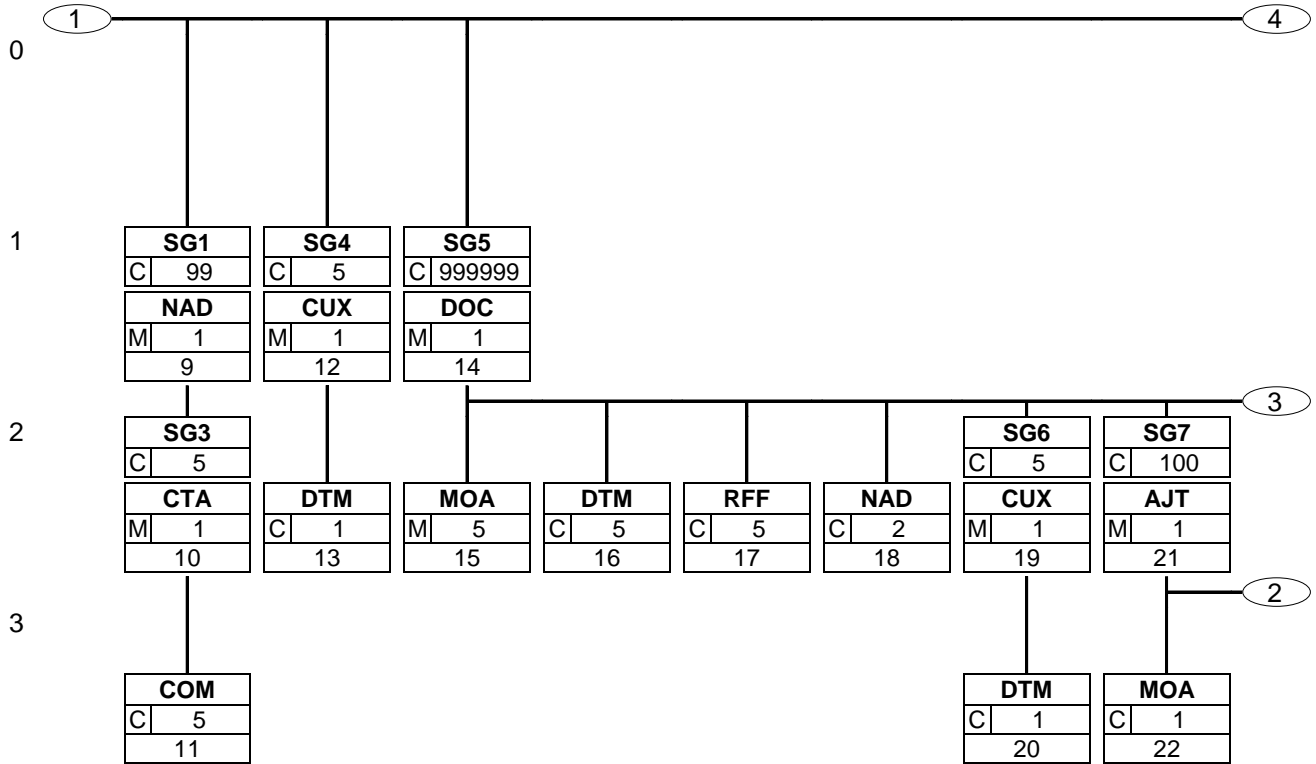 1 4
0
1 SG1 SG4 SG5
C 99 C 5 C 999999
NAD CUX DOC
M 1 M 1 M 1
9 12 14
3
2 SG3 SG6 SG7
C 5 C 5 C 100
CTA DTM MOA DTM RFF NAD CUX AJT
M 1 C 1 M 5 C 5 C 5 C 2 M 1 M 1
10 13 15 16 17 18 19 21
2
3
COM DTM MOA
C 5 C 1 C 1
11 20 22